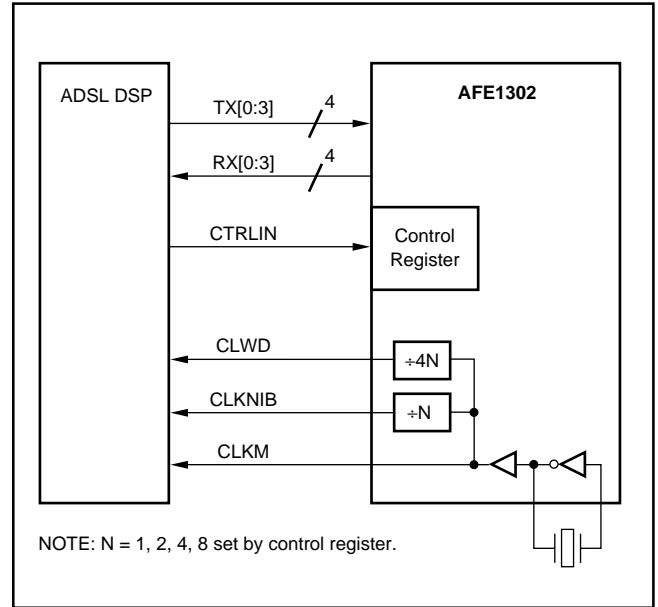 ADSL DSP
AFE1302
TX[0:3]
4
RX[0:3]
4
CTRLIN
Control
Register
CLWD
÷4N
CLKNIB
÷N
CLKM
NOTE: N = 1, 2, 4, 8 set by control register.